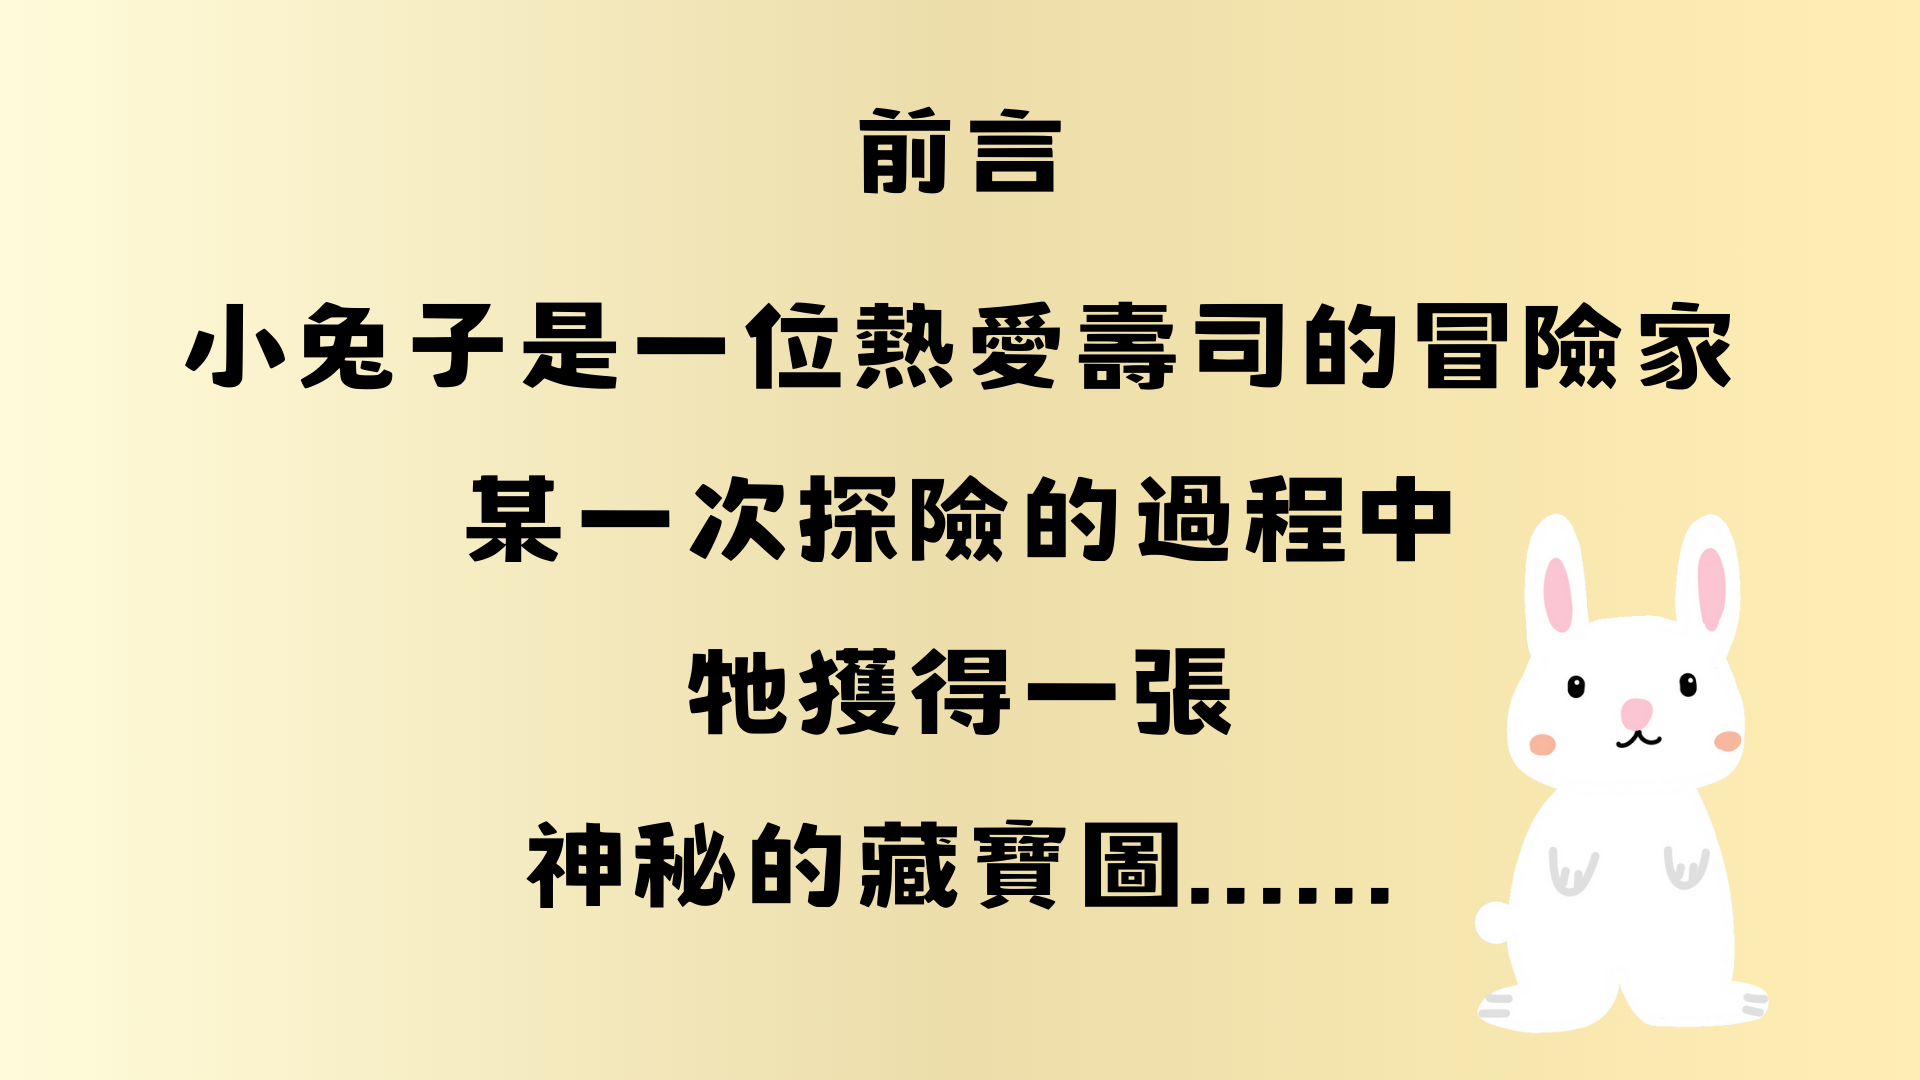 前言
小兔子是一位熱愛壽司的冒險家
某一次探險的過程中
牠獲得一張
神秘的藏寶圖......